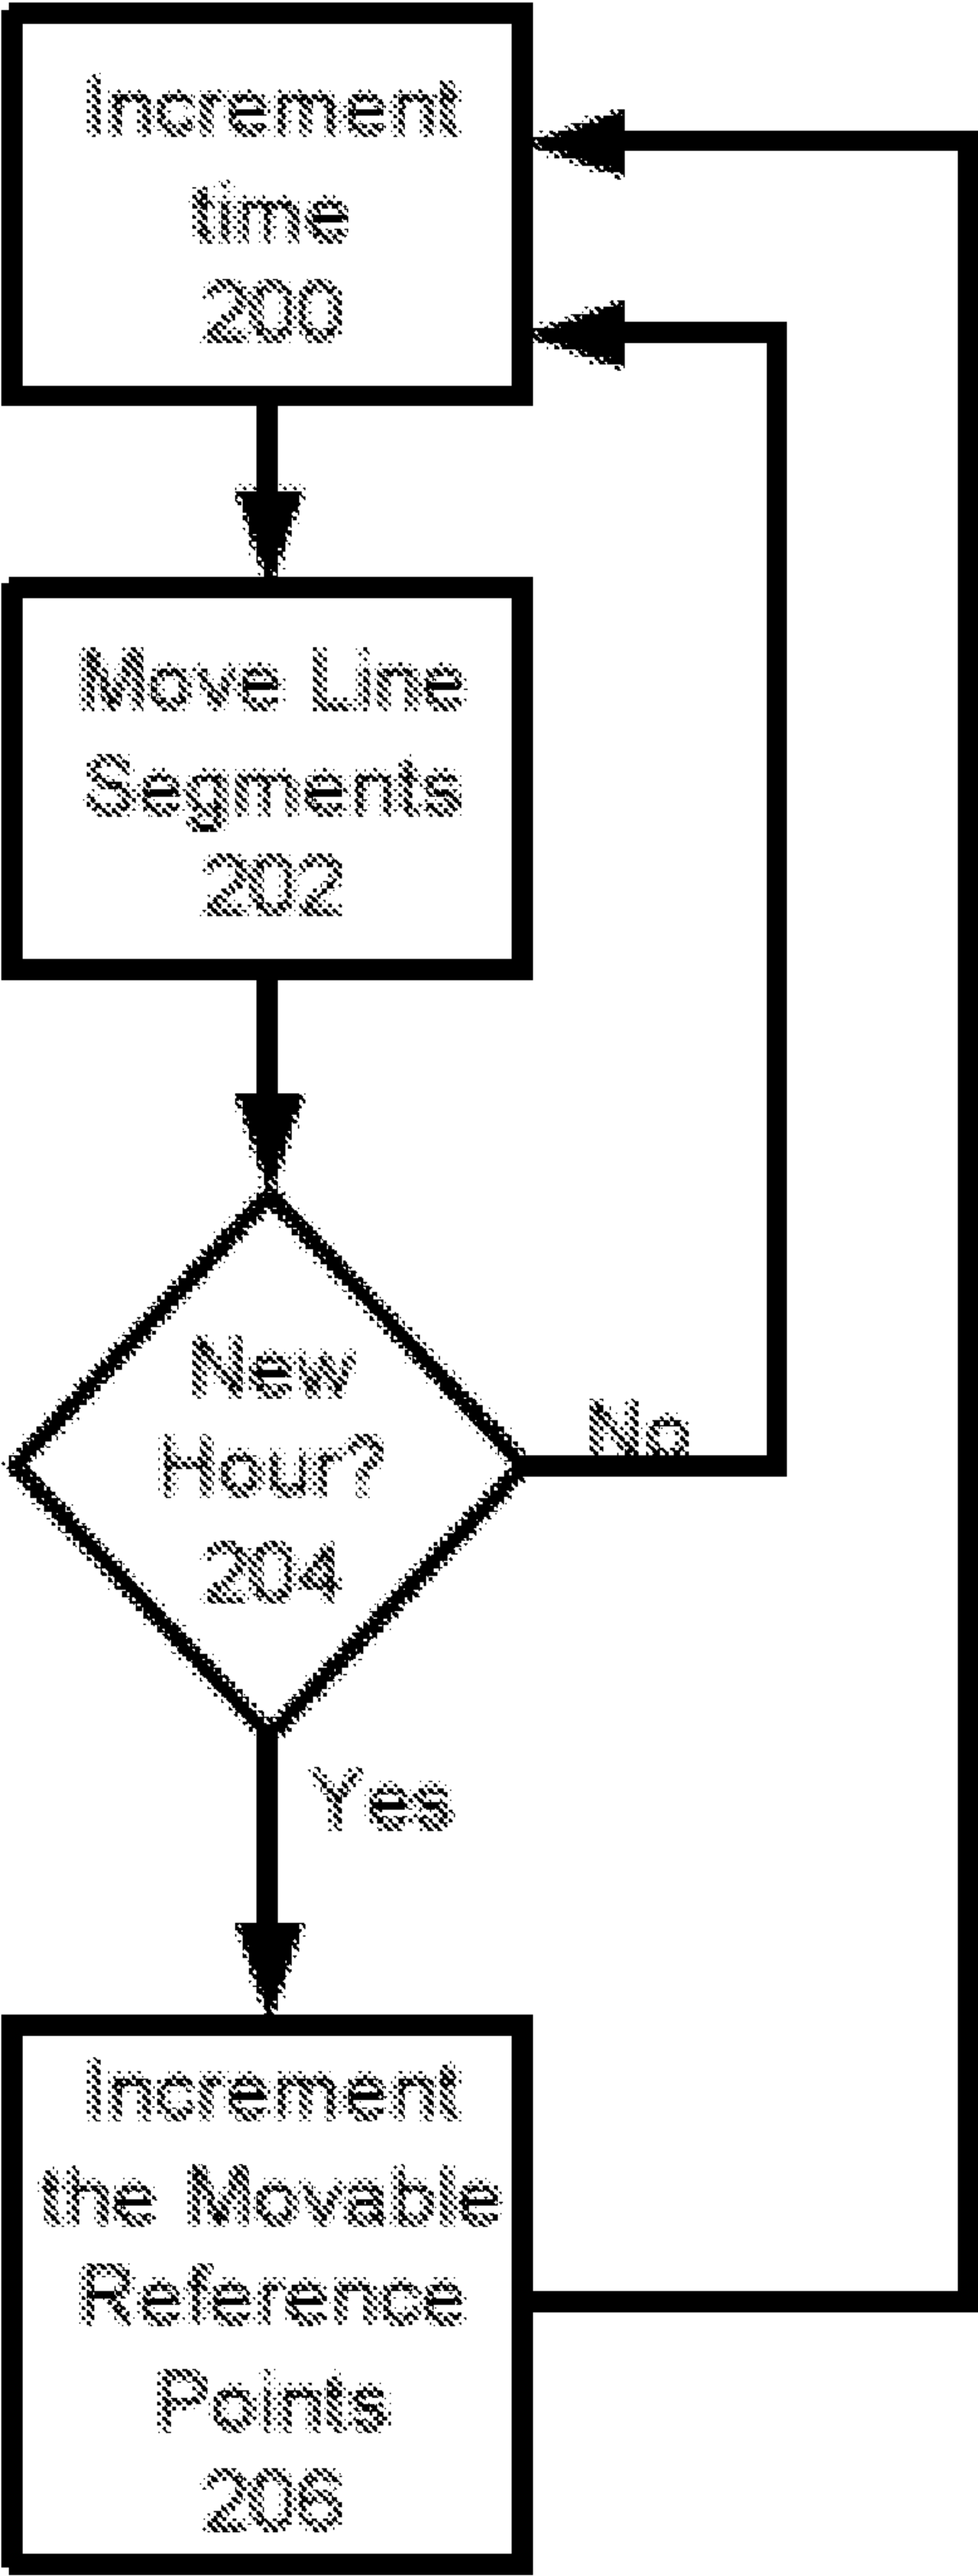 Increment
time
200
Move Line
Segments
202
New
Hour?
204
No
Yes
Increment
the Movable
Reference
Points
206